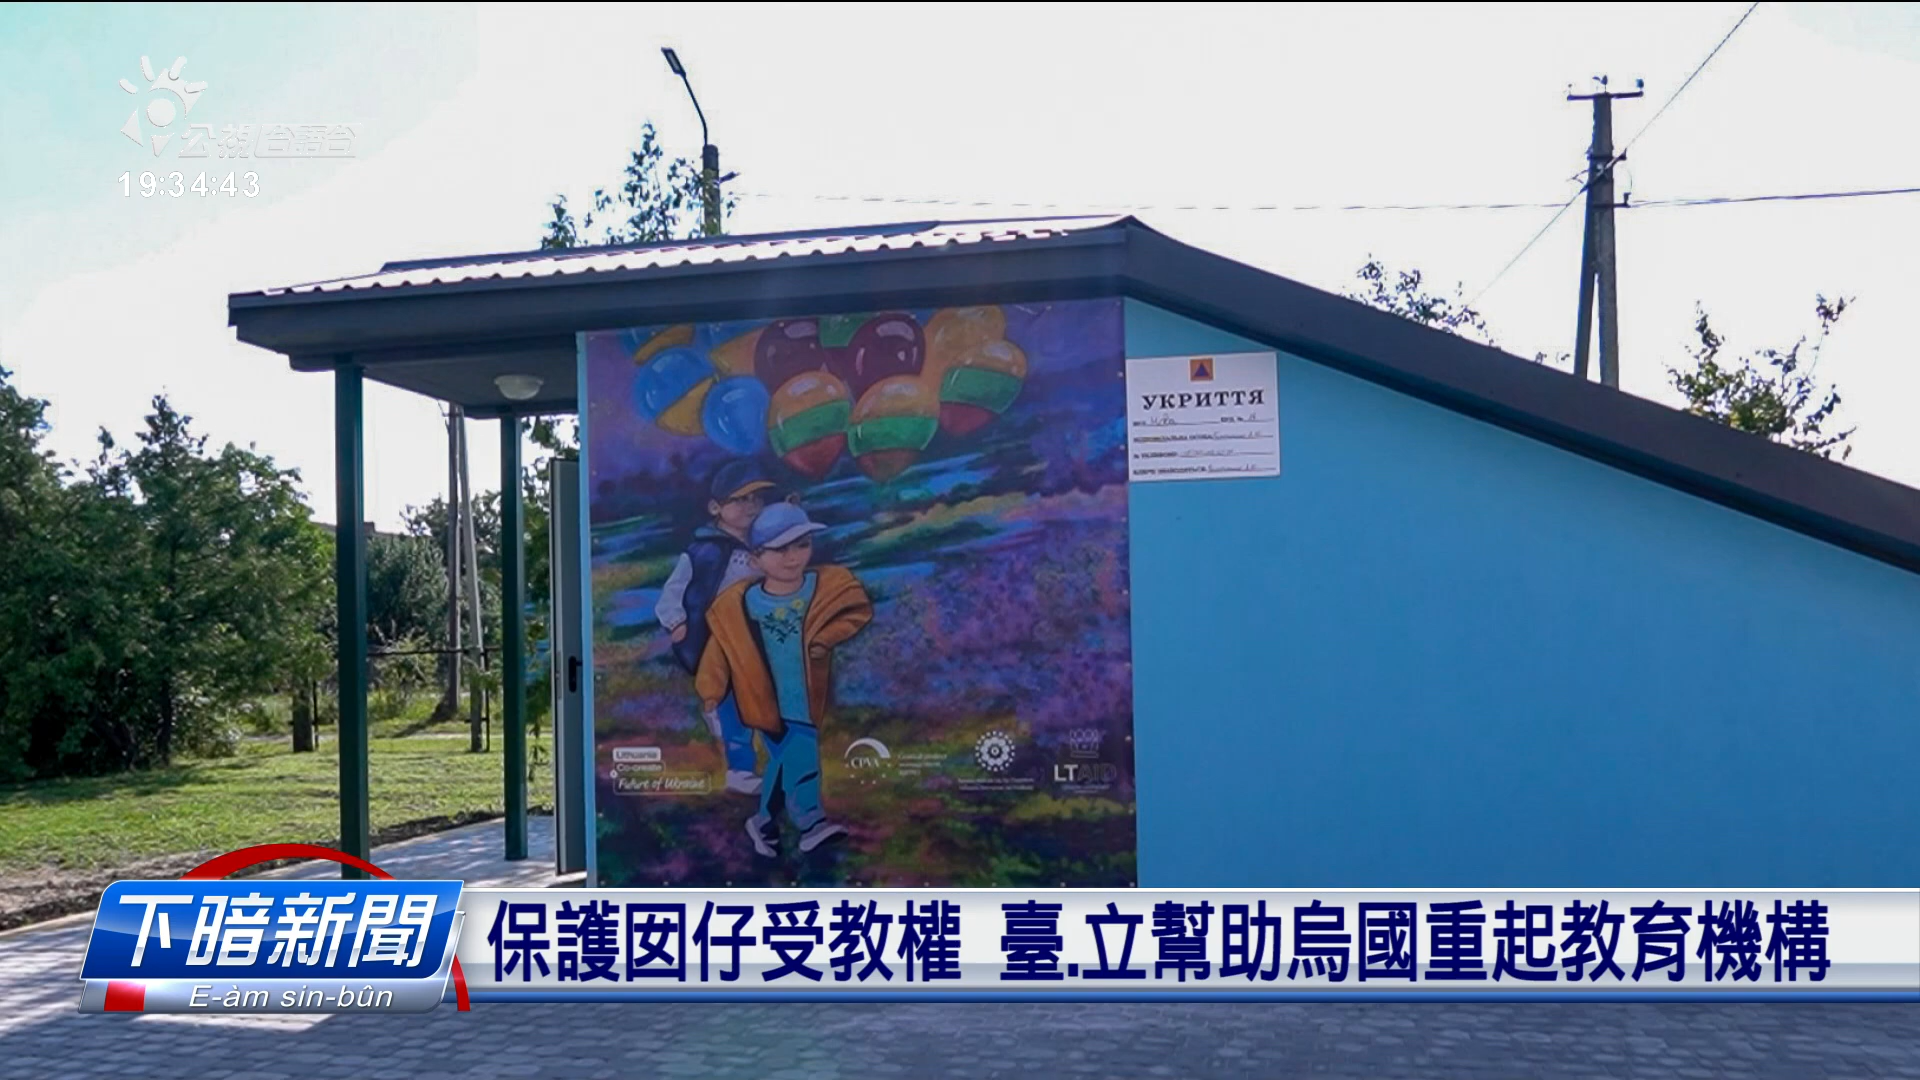 公視台語台
19:34:43
УКРИТТЯ
Lithuania
Co-create
Future of Ukraine
CPVA
LTAID
保護囡仔受教權 臺.立幫助烏國重起教育機構
下暗新聞
E-àm sin-bûn